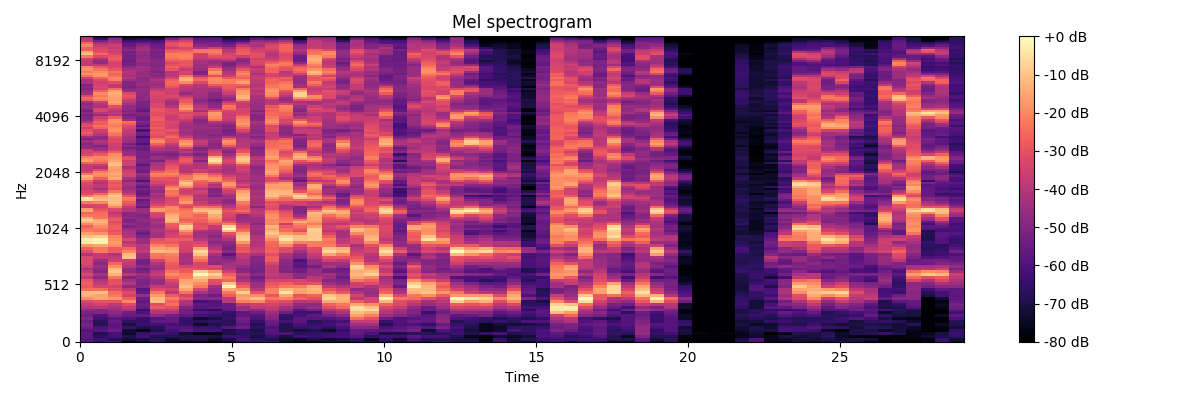 Mel spectrogram
Hz
8192
4096
2048
1024
512
0
0 5 10 15 20 25
Time
+0 dB
-10 dB
-20 dB
-30 dB
-40 dB
-50 dB
-60 dB
-70 dB
-80 dB